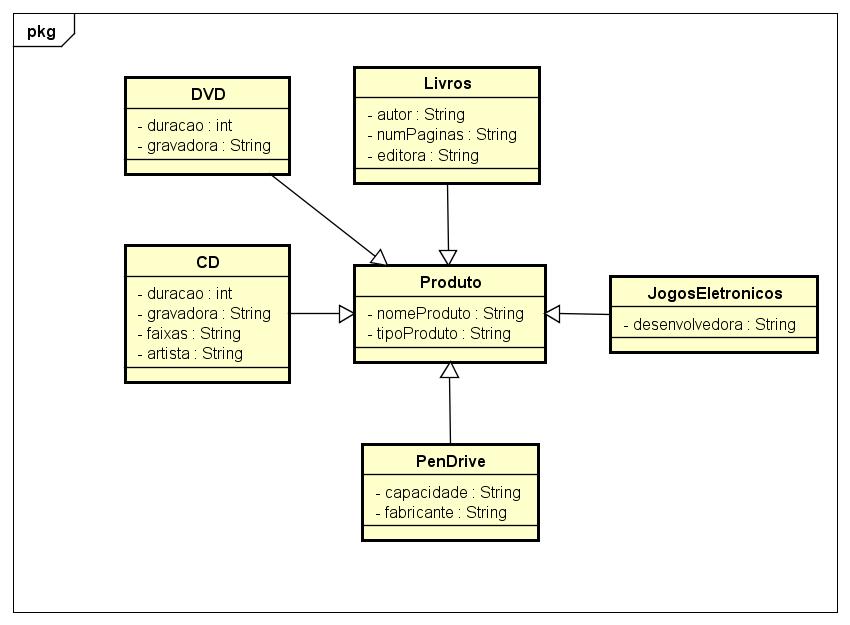 pkg
DVD
- duracao : int
- gravadora : String
Livros
- autor : String
- numPaginas : String
- editora : String
CD
- duracao : int
- gravadora : String
- faixas : String
- artista : String
Produto
- nomeProduto : String
- tipoProduto : String
JogosEletronicos
- desenvolvedora : String
PenDrive
- capacidade : String
- fabricante : String